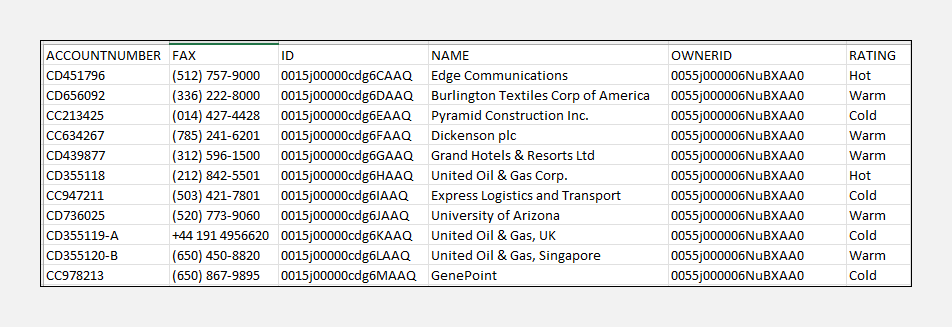 ACCOUNTNUMBER FAX ID NAME OWNERID RATING
CD451796 (512) 757-9000 0015j00000cdg6CAAQ Edge Communications 0055j000006NuBXAA0 Hot
CD656092 (336) 222-8000 0015j00000cdg6DAAQ Burlington Textiles Corp of America 0055j000006NuBXAA0 Warm
CC213425 (014) 427-4428 0015j00000cdg6EAAQ Pyramid Construction Inc. 0055j000006NuBXAA0 Cold
CC634267 (785) 241-6201 0015j00000cdg6FAAQ Dickenson plc 0055j000006NuBXAA0 Warm
CD439877 (312) 596-1500 0015j00000cdg6GAAQ Grand Hotels & Resorts Ltd 0055j000006NuBXAA0 Warm
CD355118 (212) 842-5501 0015j00000cdg6HAAQ United Oil & Gas Corp. 0055j000006NuBXAA0 Hot
CC947211 (503) 421-7801 0015j00000cdg6IAAQ Express Logistics and Transport 0055j000006NuBXAA0 Cold
CD736025 (520) 773-9060 0015j00000cdg6JAAQ University of Arizona 0055j000006NuBXAA0 Warm
CD355119-A +44 191 4956620 0015j00000cdg6KAAQ United Oil & Gas, UK 0055j000006NuBXAA0 Cold
CD355120-B (650) 450-8820 0015j00000cdg6LAAQ United Oil & Gas, Singapore 0055j000006NuBXAA0 Warm
CC978213 (650) 867-9895 0015j00000cdg6MAAQ GenePoint 0055j000006NuBXAA0 Cold